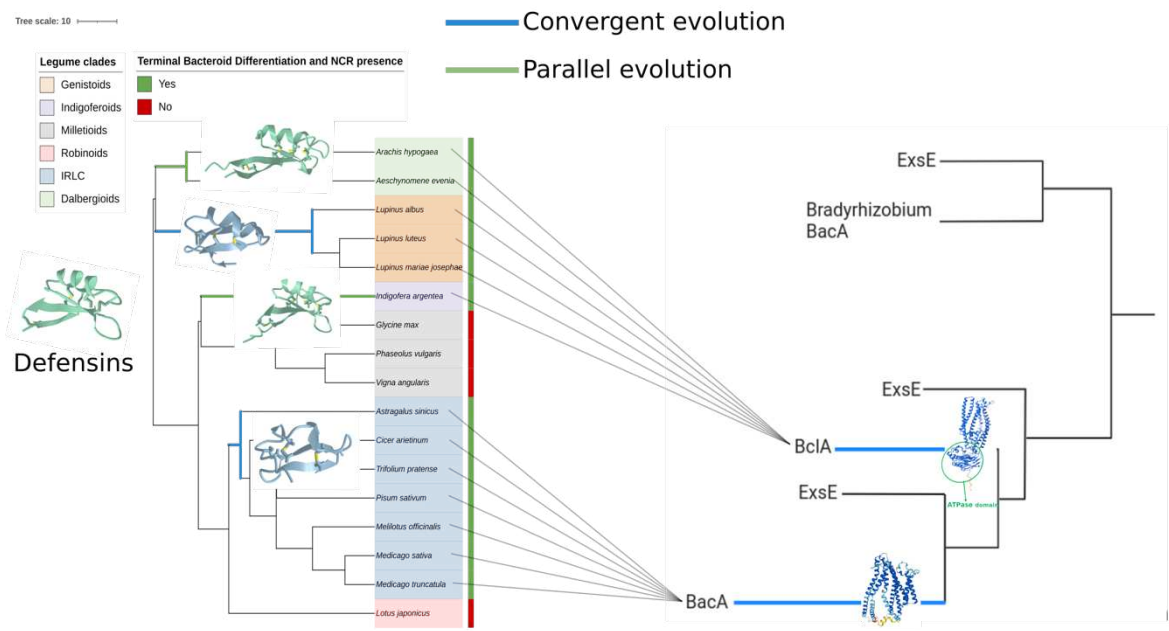 Tree scale: 10
Convergent evolution
Parallel evolution
Legume clades
Genistoids
Indigoferoids
Milletioids
Robinoids
IRLC
Dalbergioids
Terminal Bacteroid Differentiation and NCR presence
Yes
No
Defensins
Arachis hypogaea
Aeschynomene evenia
Lupinus albus
Lupinus luteus
Lupinus mariae josephae
Indigofera argentea
Glycine max
Phaseolus vulgaris
Vigna angularis
Astragalus sinicus
Cicer arietinum
Trifolium pratense
Pisum sativum
Melilotus officinalis
Medicago sativa
Medicago truncatula
Lotus japonicus
ExsE
Bradyrhizobium
BacA
ExsE
BclA
ATPase domain
ExsE
BacA